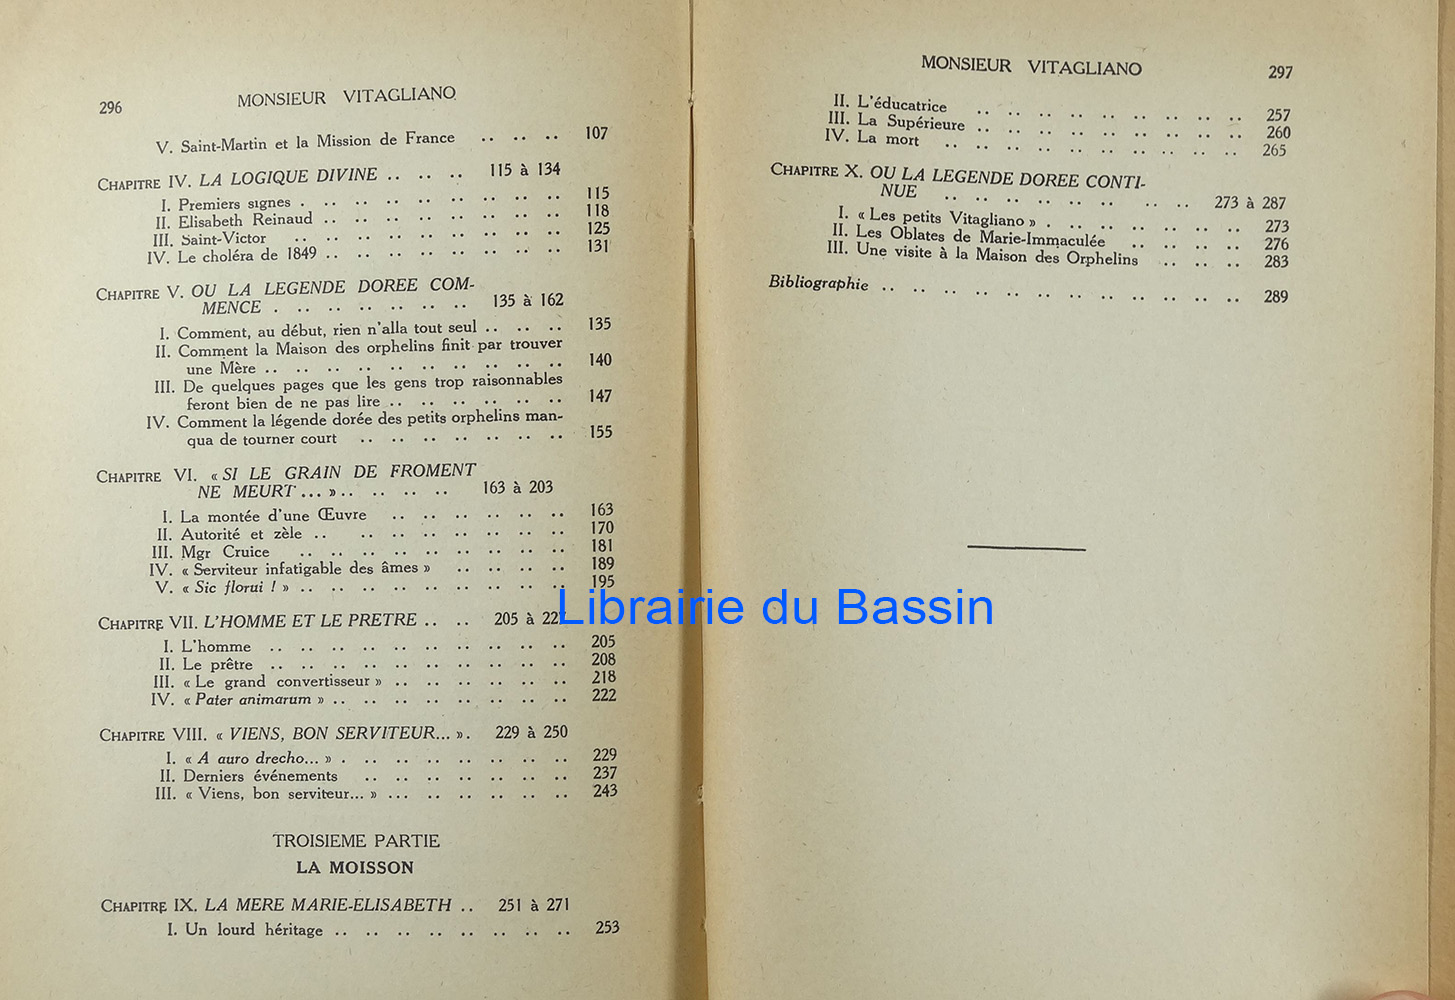 296 MONSIEUR VITAGLIANO
V. Saint-Martin et la Mission de France .. .. .. 107
CHAPITRE IV. LA LOGIQUE DIVINE .. .. .. 115 à 134
I. Premiers signes . .. .. .. .. .. .. .. .. 115
II. Elisabeth Reinaud .. .. .. .. .. .. .. .. 118
III. Saint-Victor .. .. .. .. .. .. .. .. .. 125
IV. Le choléra de 1849 .. .. .. .. .. .. .. .. 131
CHAPITRE V. OU LA LEGENDE DOREE COM-
MENCE . .. .. .. .. .. .. 135 à 162
I. Comment, au début, rien n'alla tout seul .. .. .. 135
II. Comment la Maison des orphelins finit par trouver
une Mère .. .. .. .. .. .. .. .. .. .. 140
III. De quelques pages que les gens trop raisonnables
feront bien de ne pas lire .. .. .. .. .. .. 147
IV. Comment la légende dorée des petits orphelins man-
qua de tourner court .. .. .. .. .. .. .. 155
CHAPITRE VI. « SI LE GRAIN DE FROMENT
NE MEURT ... » .. .. .. .. 163 à 203
I. La montée d'une Œuvre .. .. .. .. .. .. 163
II. Autorité et zèle .. .. .. .. .. .. .. .. 170
III. Mgr Cruice .. .. .. .. .. .. .. .. .. 181
IV. « Serviteur infatigable des âmes » .. .. .. .. 189
V. « Sic florui ! » .. .. .. .. .. .. .. .. .. 195
CHAPITRE VII. L'HOMME ET LE PRETRE .. .. 205 à 227
I. L'homme .. .. .. .. .. .. .. .. .. .. 205
II. Le prêtre .. .. .. .. .. .. .. .. .. .. 208
III. « Le grand convertisseur » .. .. .. .. .. .. 218
IV. « Pater animarum » .. .. .. .. .. .. .. .. 222
CHAPITRE VIII. « VIENS, BON SERVITEUR... ». 229 à 250
I. « A auro drecho... » . .. .. .. .. .. .. .. 229
II. Derniers événements .. .. .. .. .. .. .. 237
III. « Viens, bon serviteur... » ... .. .. .. .. .. 243
TROISIEME PARTIE
LA MOISSON
CHAPITRE IX. LA MERE MARIE-ELISABETH .. 251 à 271
I. Un lourd héritage .. .. .. .. .. .. .. .. 253
MONSIEUR VITAGLIANO 297
II. L'éducatrice .. .. .. .. .. .. .. .. .. 257
III. La Supérieure .. .. .. .. .. .. .. .. .. 260
IV. La mort .. .. .. .. .. .. .. .. .. .. 265
CHAPITRE X. OU LA LEGENDE DOREE CONTI-
NUE .. .. .. .. .. .. .. .. 273 à 287
I. « Les petits Vitagliano » . .. .. .. .. .. .. 273
II. Les Oblates de Marie-Immaculée .. .. .. .. 276
III. Une visite à la Maison des Orphelins .. .. .. 283
Bibliographie .. .. .. .. .. .. .. .. .. .. .. .. 289
Librairie du Bassin